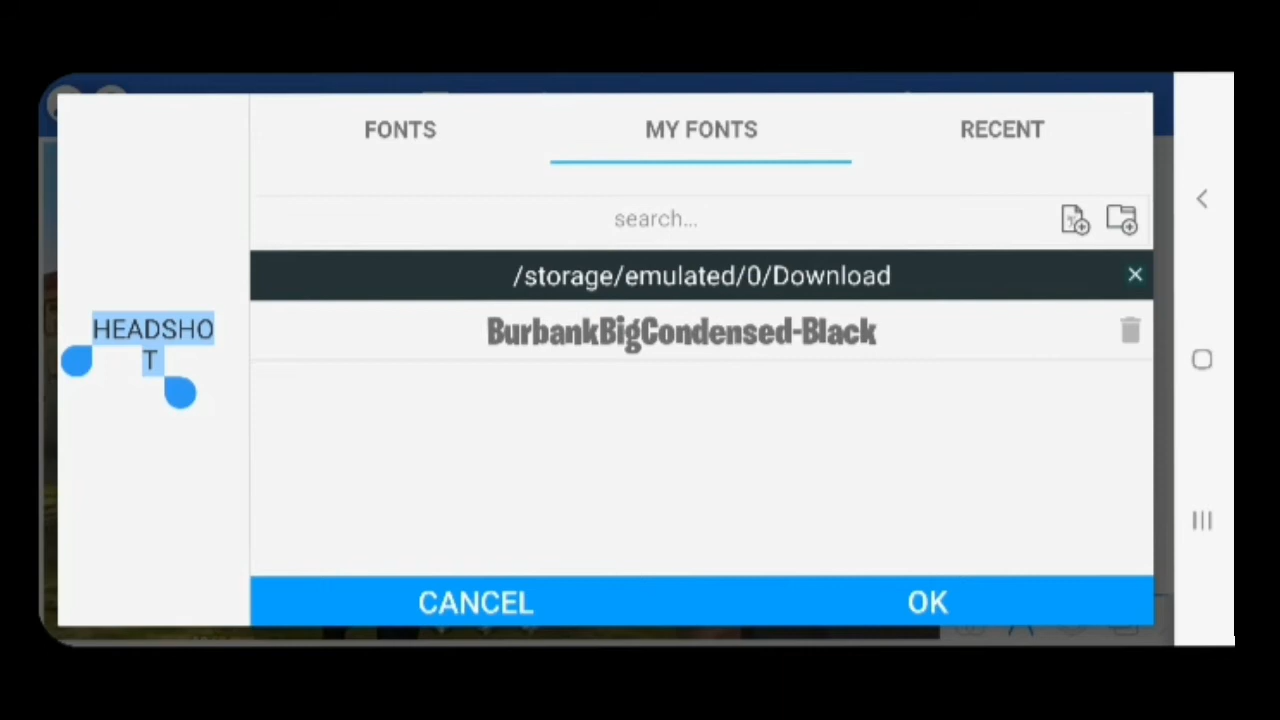 FONTS
MY FONTS
RECENT
search...
/storage/emulated/0/Download
×
BurbankBigCondensed-Black
HEADSHO
T
CANCEL
OK